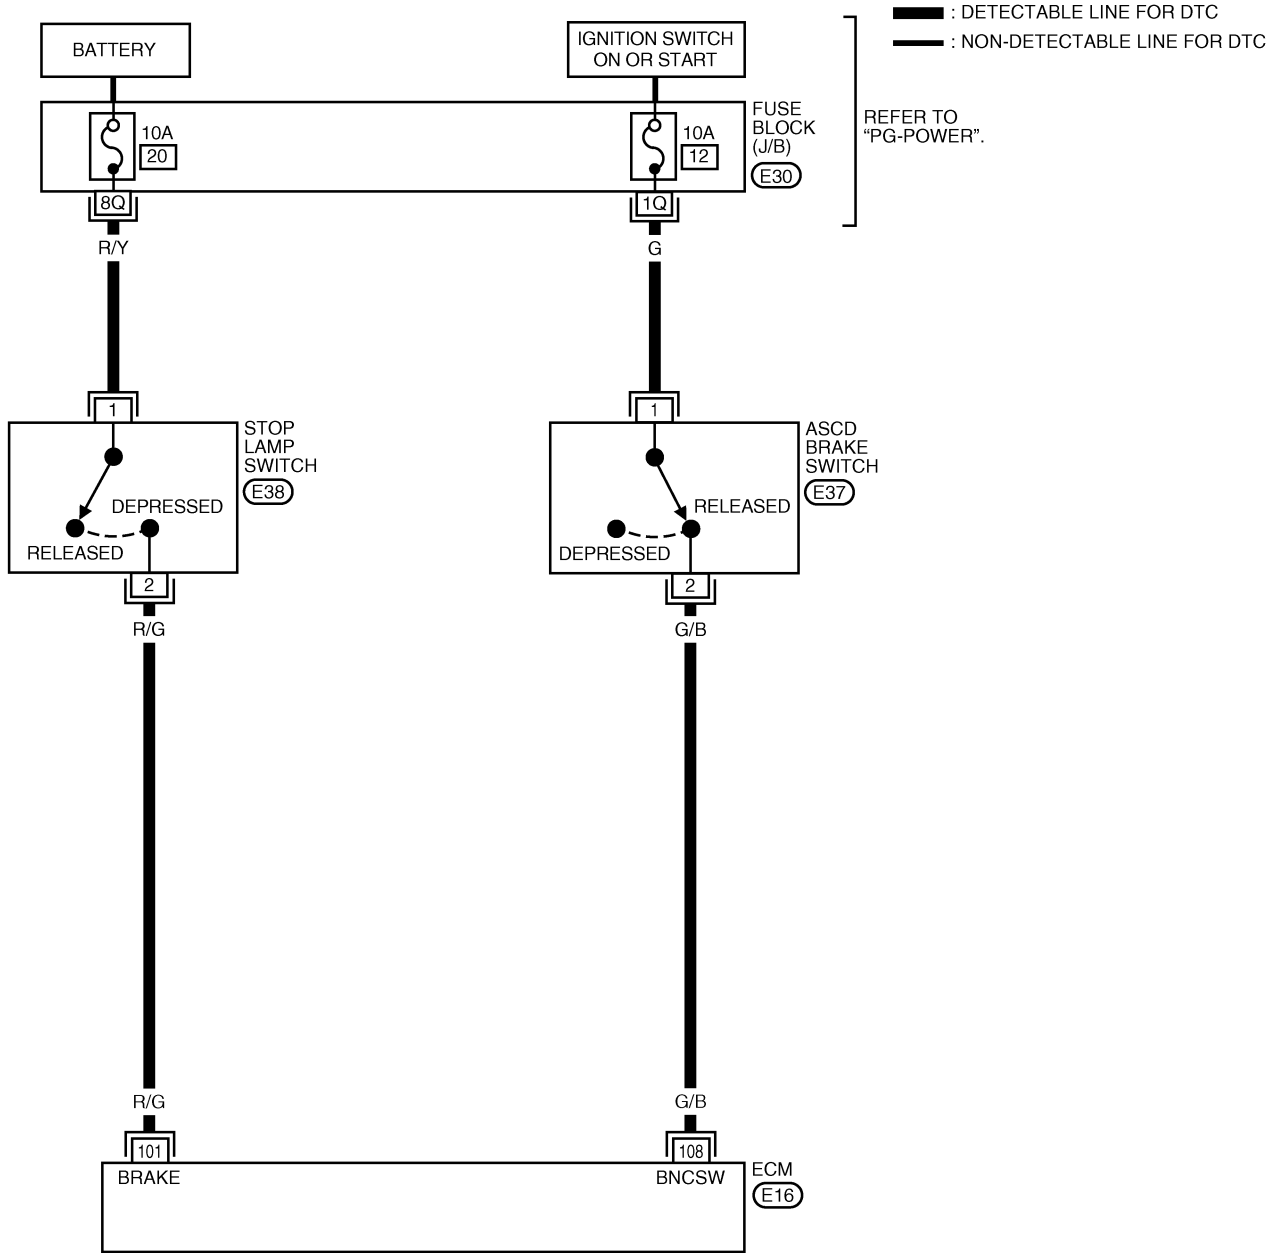 : DETECTABLE LINE FOR DTC
: NON-DETECTABLE LINE FOR DTC
BATTERY
IGNITION SWITCH
ON OR START
10A
20
10A
12
FUSE
BLOCK
(J/B)
E30
REFER TO
“PG-POWER”.
8Q
1Q
R/Y
G
1
STOP
LAMP
SWITCH
E38
DEPRESSED
RELEASED
2
R/G
1
ASCD
BRAKE
SWITCH
E37
RELEASED
DEPRESSED
2
G/B
R/G
G/B
101
108
BRAKE
BNCSW
ECM
E16